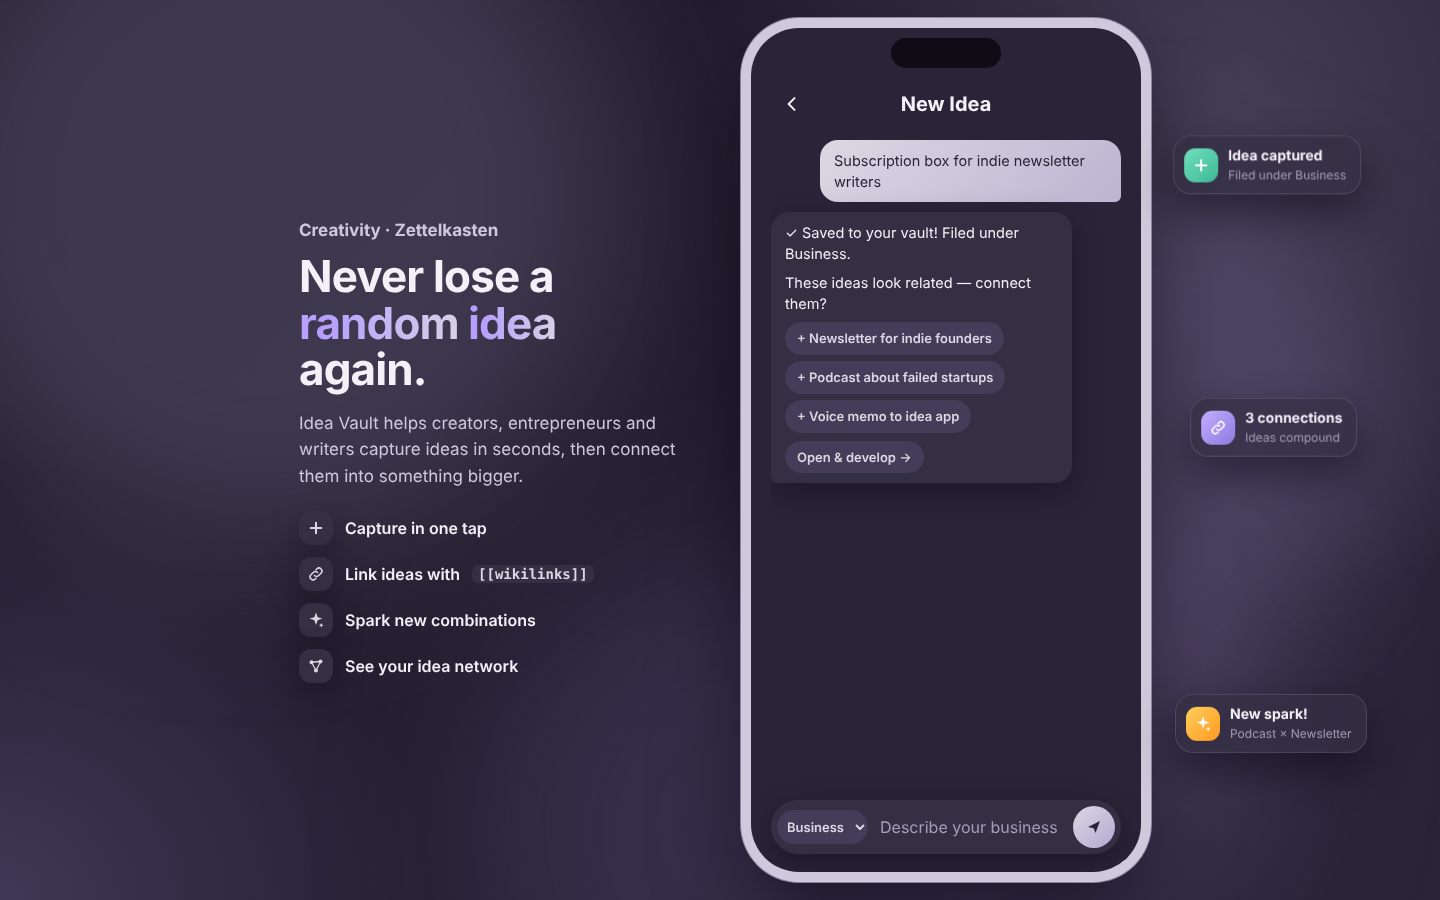 Creativity · Zettelkasten
Never lose a
random idea
again.
Idea Vault helps creators, entrepreneurs and
writers capture ideas in seconds, then connect
them into something bigger.
Capture in one tap
Link ideas with [[wikilinks]]
Spark new combinations
See your idea network
New Idea
Subscription box for indie newsletter
writers
✓ Saved to your vault! Filed under
Business.
These ideas look related — connect
them?
+ Newsletter for indie founders
+ Podcast about failed startups
+ Voice memo to idea app
Open & develop →
Business
Describe your business
Idea captured
Filed under Business
3 connections
Ideas compound
New spark!
Podcast × Newsletter